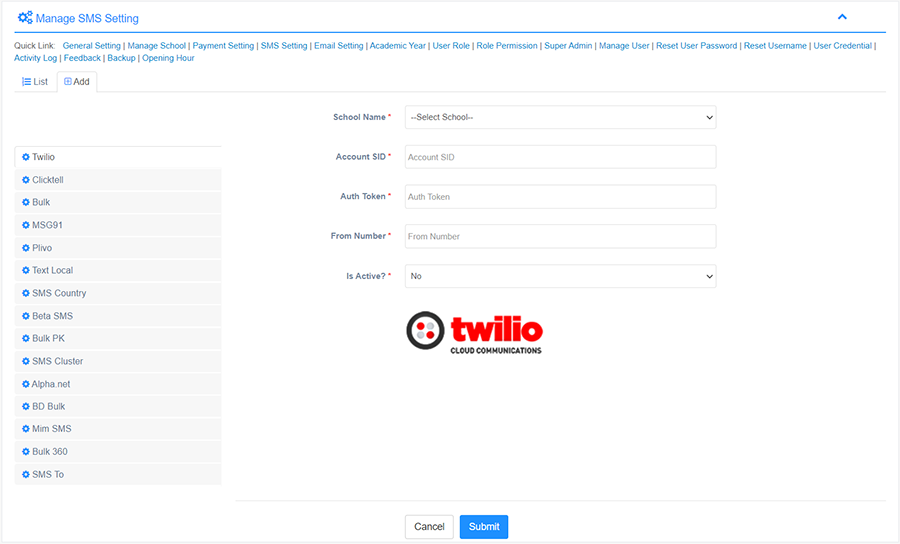 Manage SMS Setting
Quick Link: General Setting | Manage School | Payment Setting | SMS Setting | Email Setting | Academic Year | User Role | Role Permission | Super Admin | Manage User | Reset User Password | Reset Username | User Credential |
Activity Log | Feedback | Backup | Opening Hour
List Add
School Name * --Select School--
Twilio
Account SID * Account SID
Clicktell
Auth Token * Auth Token
Bulk
MSG91
From Number * From Number
Plivo
Text Local
Is Active? * No
SMS Country
Beta SMS
twilio
Bulk PK
CLOUD COMMUNICATIONS
SMS Cluster
Alpha.net
BD Bulk
Mim SMS
Bulk 360
SMS To
Cancel Submit